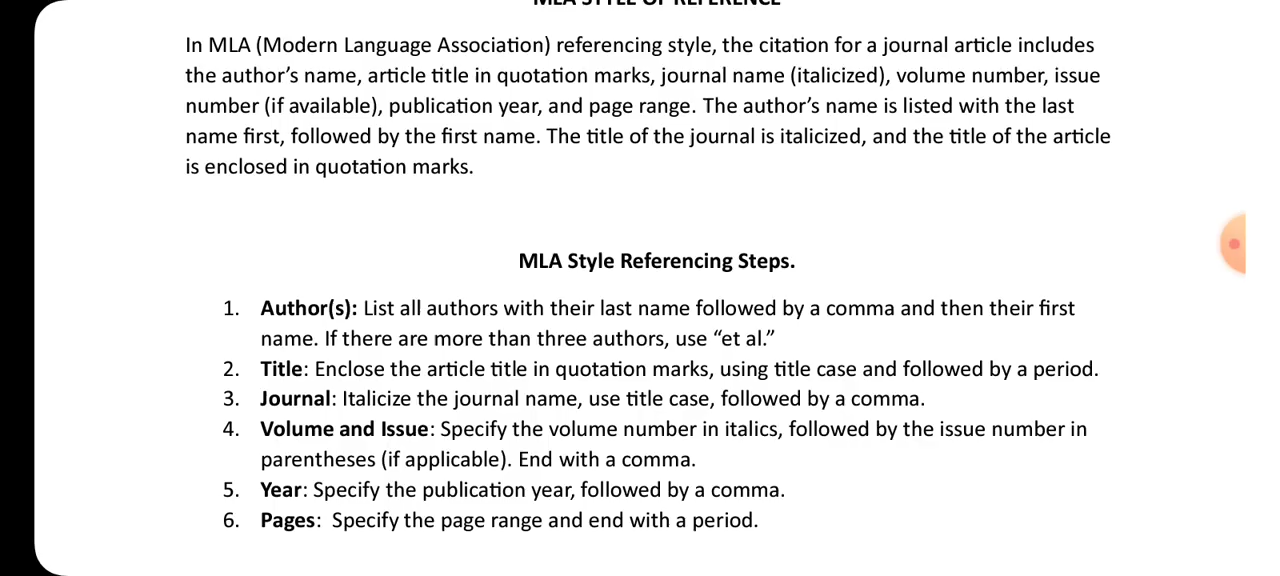 MLA STYLE OF REFERENCE
In MLA (Modern Language Association) referencing style, the citation for a journal article includes
the author’s name, article title in quotation marks, journal name (italicized), volume number, issue
number (if available), publication year, and page range. The author’s name is listed with the last
name first, followed by the first name. The title of the journal is italicized, and the title of the article
is enclosed in quotation marks.
MLA Style Referencing Steps.
1. Author(s): List all authors with their last name followed by a comma and then their first
name. If there are more than three authors, use “et al.”
2. Title: Enclose the article title in quotation marks, using title case and followed by a period.
3. Journal: Italicize the journal name, use title case, followed by a comma.
4. Volume and Issue: Specify the volume number in italics, followed by the issue number in
parentheses (if applicable). End with a comma.
5. Year: Specify the publication year, followed by a comma.
6. Pages: Specify the page range and end with a period.